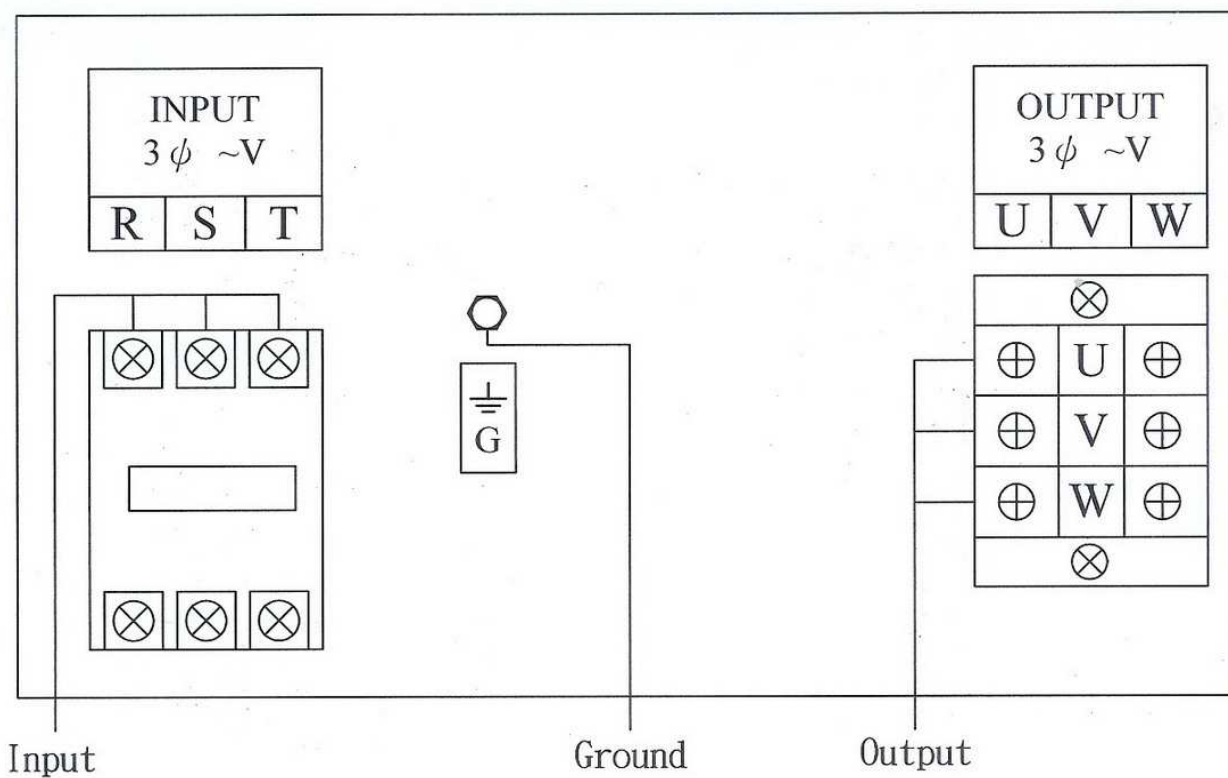 INPUT
3 ϕ ~V
R S T
OUTPUT
3 ϕ ~V
U V W
G
U
V
W
Input
Ground
Output